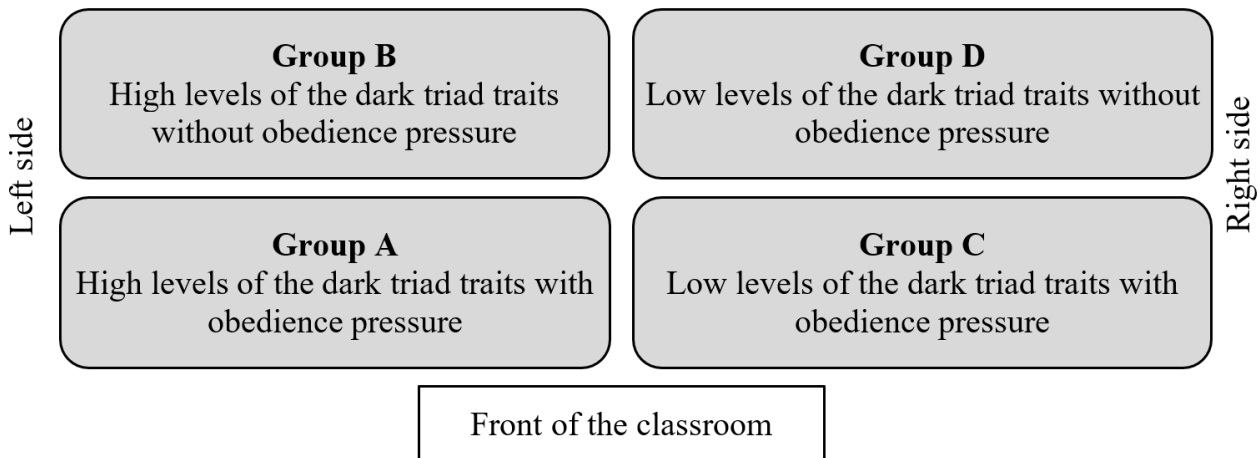 Left side
Group B
High levels of the dark triad traits
without obedience pressure
Group D
Low levels of the dark triad traits without
obedience pressure
Right side
Group A
High levels of the dark triad traits with
obedience pressure
Group C
Low levels of the dark triad traits with
obedience pressure
Front of the classroom